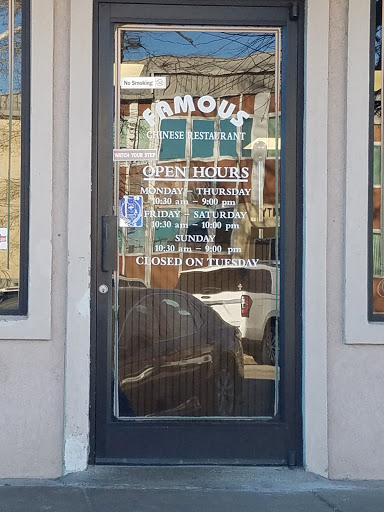 No Smoking
FAMOUS
CHINESE RESTAURANT
WATCH YOUR STEP
OPEN HOURS
MONDAY – THURSDAY
10:30 am – 9:00 pm
FRIDAY – SATURDAY
10:30 am – 10:00 pm
SUNDAY
10:30 am – 9:00 pm
CLOSED ON TUESDAY